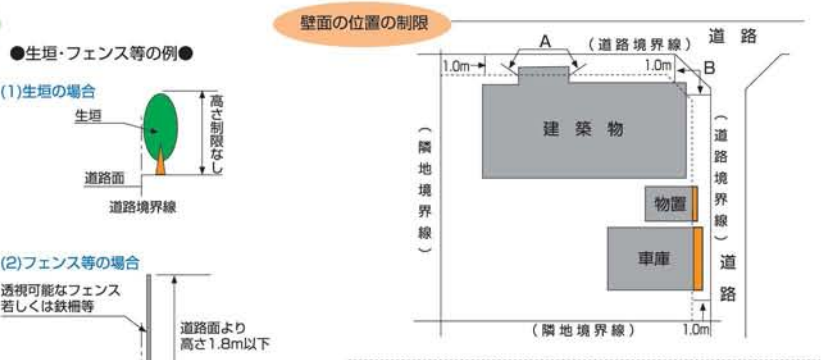 ●生垣・フェンス等の例●
(1)生垣の場合
生垣
高さ制限なし
道路面
道路境界線
(2)フェンス等の場合
透視可能なフェンス
若しくは鉄柵等
道路面より
高さ1.8m以下
壁面の位置の制限
A
(道路境界線)
道路
1.0m
1.0m
B
建築物
(隣地境界線)
(道路境界線)
物置
車庫
道路
(隣地境界線)
1.0m